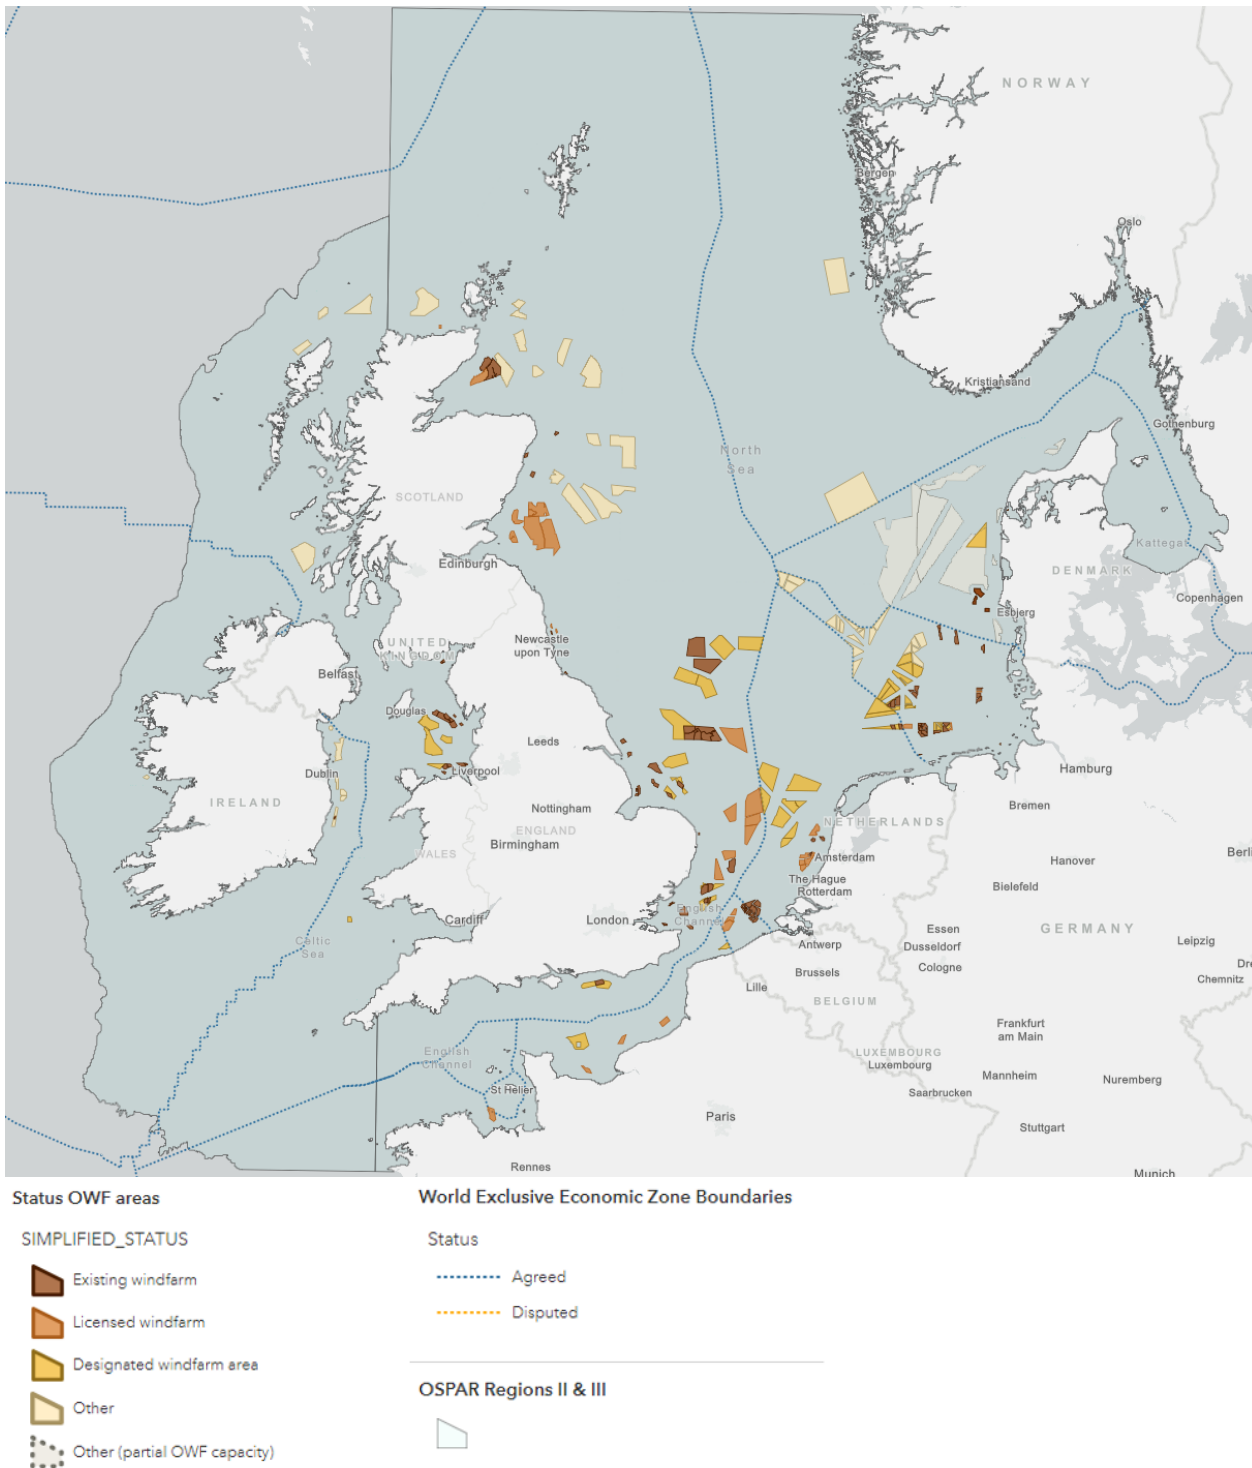 NORWAY
Bergen
Oslo
Kristiansand
Gothenburg
North
Sea
SCOTLAND
Edinburgh
Kattegat
DENMARK
Copenhagen
Esbjerg
UNITED
KINGDOM
Newcastle
upon Tyne
Belfast
Douglas
Leeds
Liverpool
Dublin
IRELAND
Nottingham
ENGLAND
Birmingham
WALES
Hamburg
Bremen
NETHERLANDS
Amsterdam
Hanover
Berli
The Hague
Rotterdam
Bielefeld
Cardiff
London
English
Channel
Celtic
Sea
Antwerp
Essen
Dusseldorf
Cologne
GERMANY
Leipzig
Dre
Chemnitz
Brussels
Lille
BELGIUM
Frankfurt
am Main
LUXEMBOURG
Luxembourg
Mannheim
Nuremberg
Saarbrucken
English
Channel
St Helier
Paris
Stuttgart
Rennes
Munich
Status OWF areas
SIMPLIFIED_STATUS
Existing windfarm
Licensed windfarm
Designated windfarm area
Other
Other (partial OWF capacity)
World Exclusive Economic Zone Boundaries
Status
Agreed
Disputed
OSPAR Regions II & III